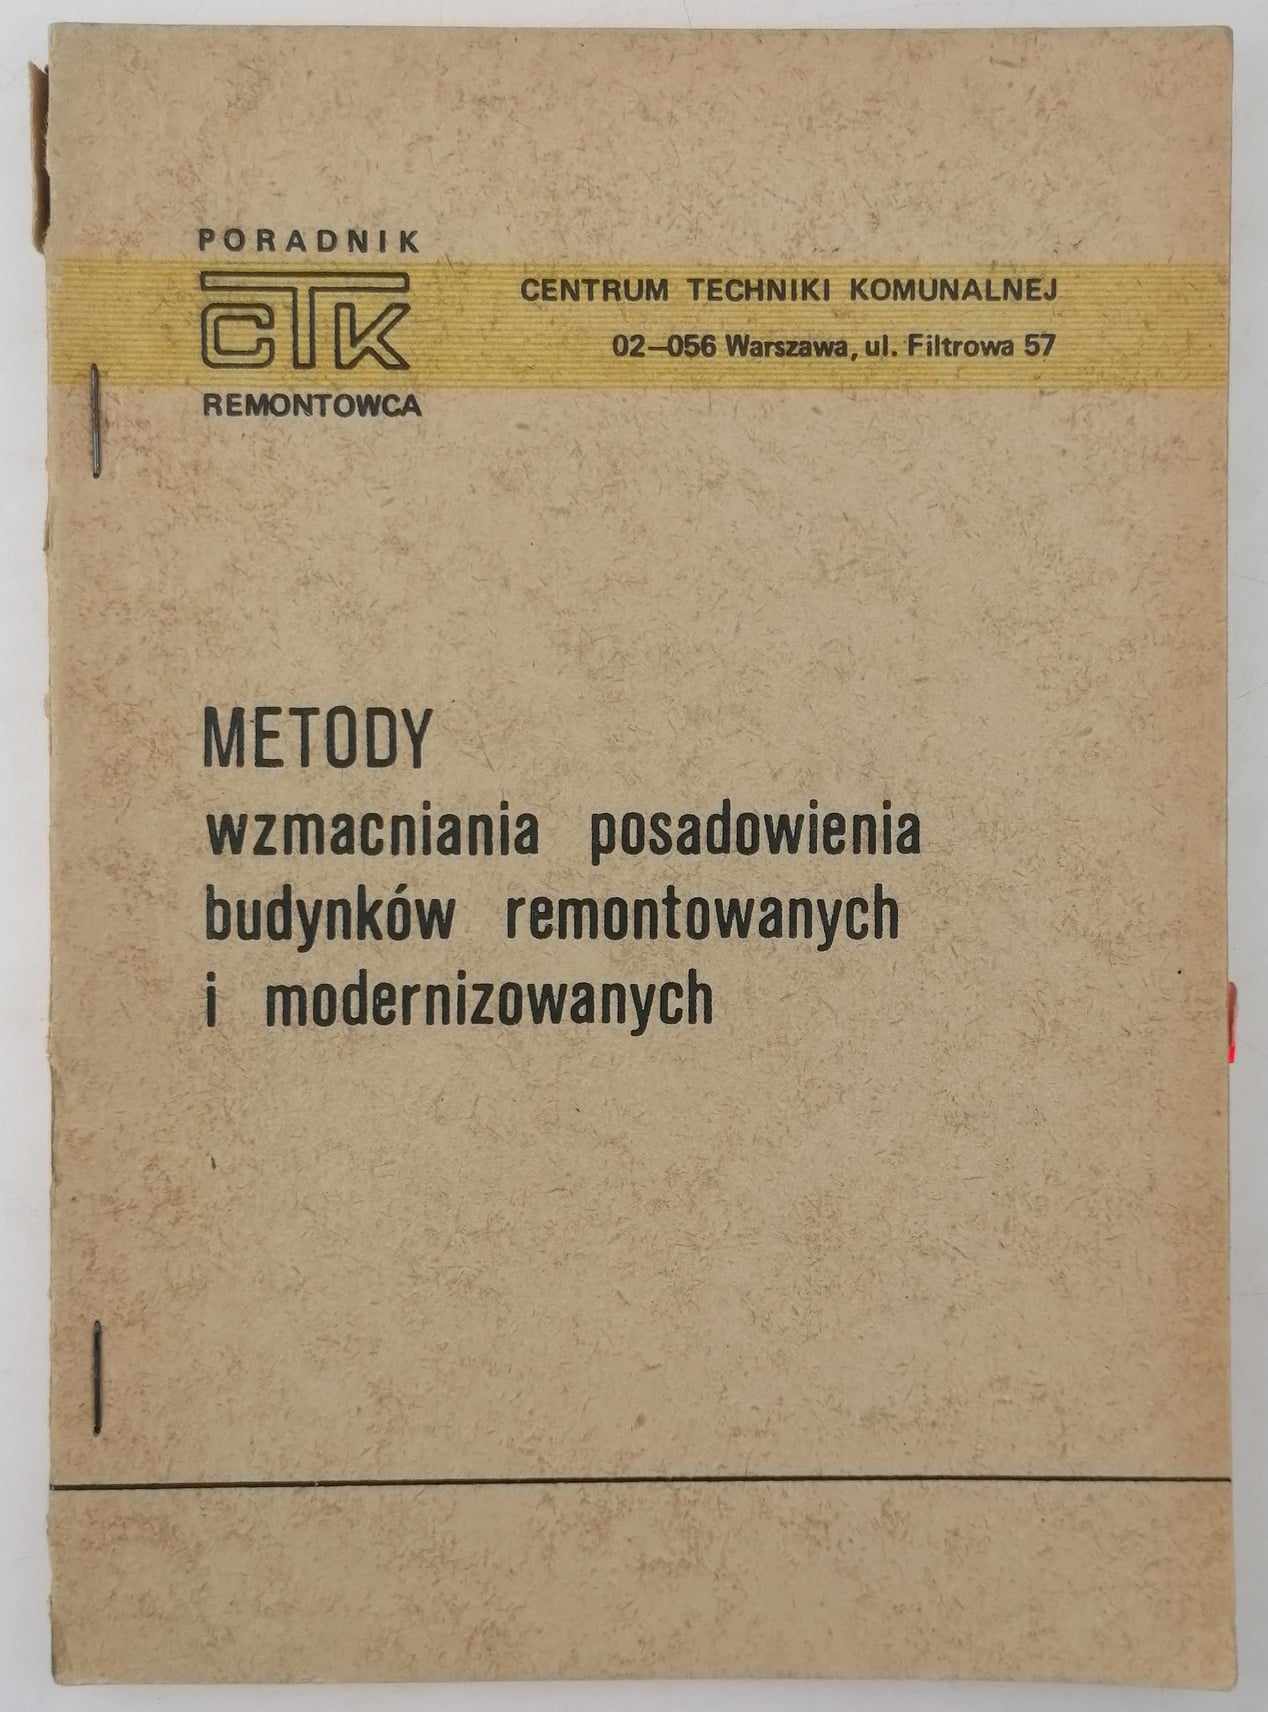 PORADNIK
CTK
REMONTOWCA
CENTRUM TECHNIKI KOMUNALNEJ
02–056 Warszawa, ul. Filtrowa 57
METODY
wzmacniania posadowienia
budynków remontowanych
i modernizowanych